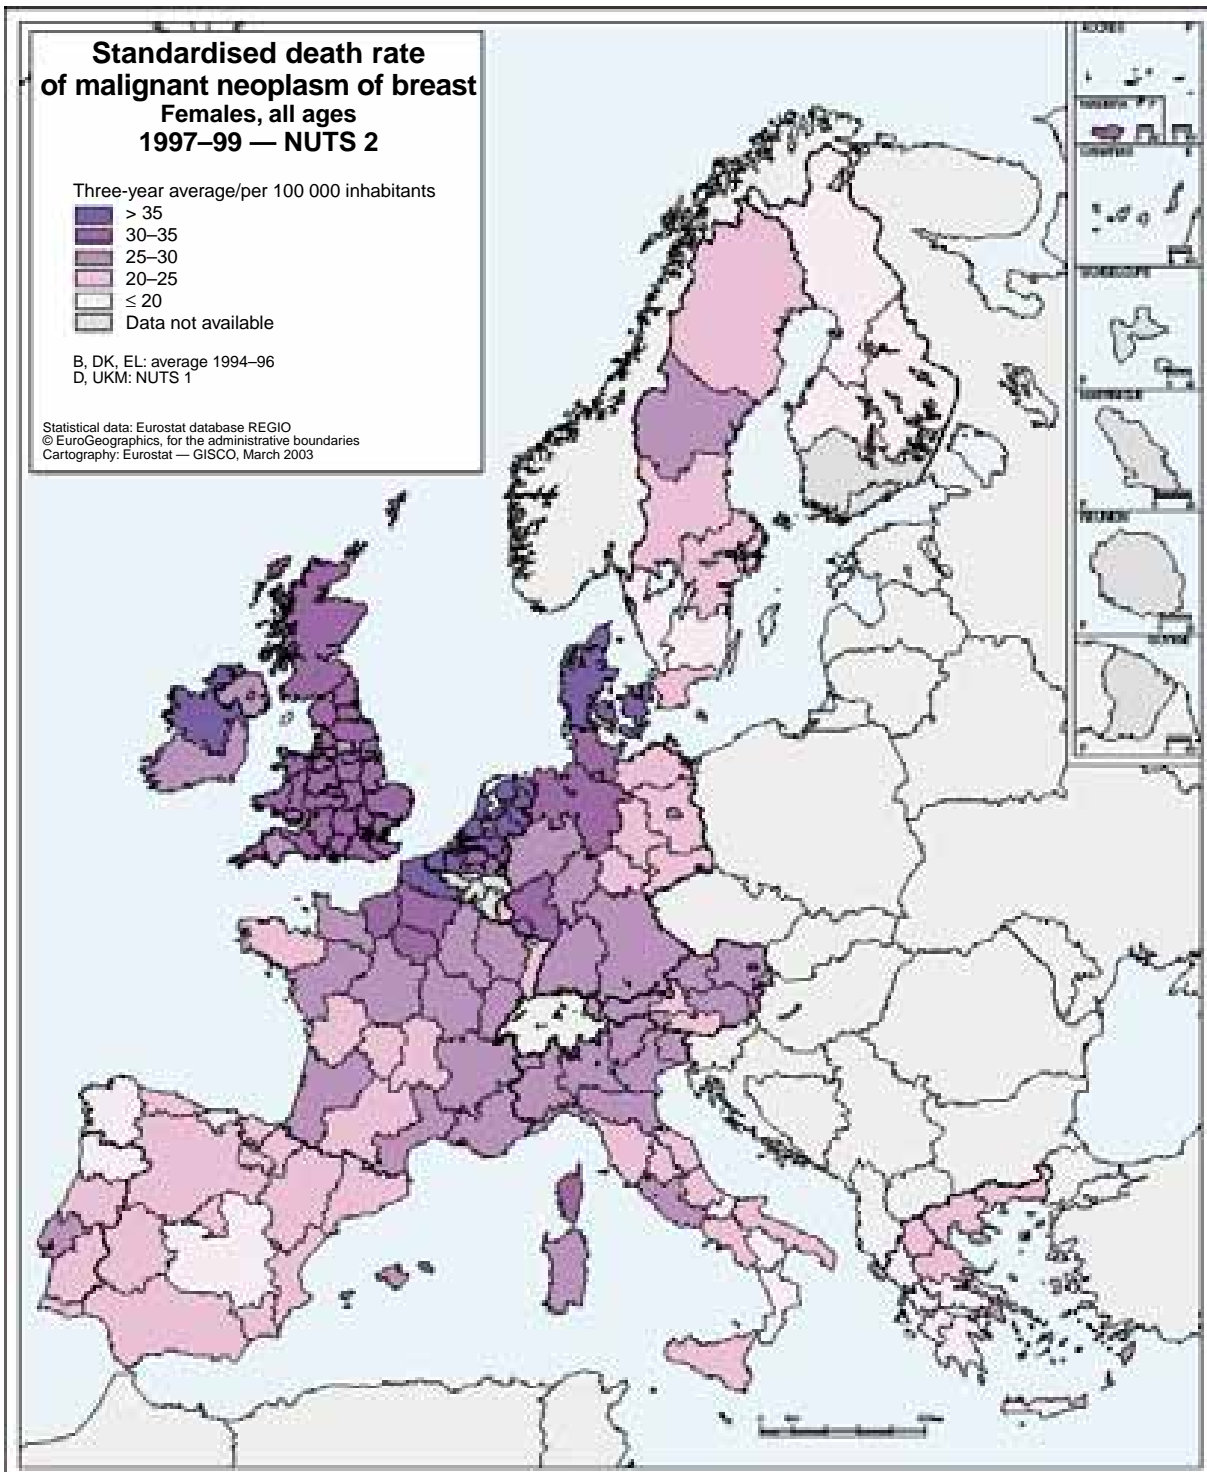 Standardised death rate
of malignant neoplasm of breast
Females, all ages
1997–99 — NUTS 2
Three-year average/per 100 000 inhabitants
> 35
30–35
25–30
20–25
≤ 20
Data not available
B, DK, EL: average 1994–96
D, UKM: NUTS 1
Statistical data: Eurostat database REGIO
© EuroGeographics, for the administrative boundaries
Cartography: Eurostat — GISCO, March 2003